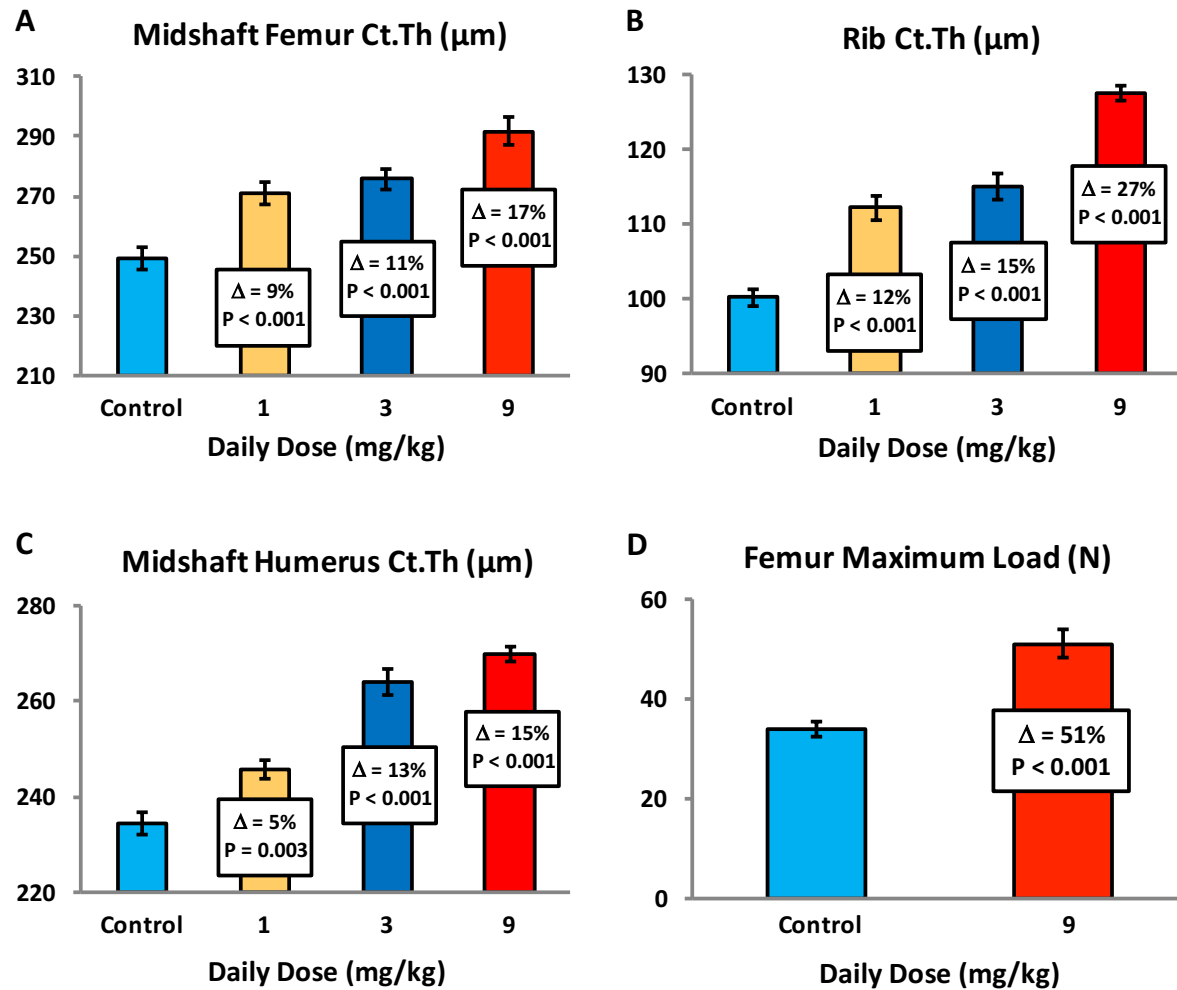 A
Midshaft Femur Ct.Th (µm)
310
290
270
250
230
210
Δ = 9%
P < 0.001
Δ = 11%
P < 0.001
Δ = 17%
P < 0.001
Control 1 3 9
Daily Dose (mg/kg)
B
Rib Ct.Th (µm)
130
120
110
100
90
Δ = 12%
P < 0.001
Δ = 15%
P < 0.001
Δ = 27%
P < 0.001
Control 1 3 9
Daily Dose (mg/kg)
C
Midshaft Humerus Ct.Th (µm)
280
260
240
220
Δ = 5%
P = 0.003
Δ = 13%
P < 0.001
Δ = 15%
P < 0.001
Control 1 3 9
Daily Dose (mg/kg)
D
Femur Maximum Load (N)
60
40
20
0
Δ = 51%
P < 0.001
Control 9
Daily Dose (mg/kg)